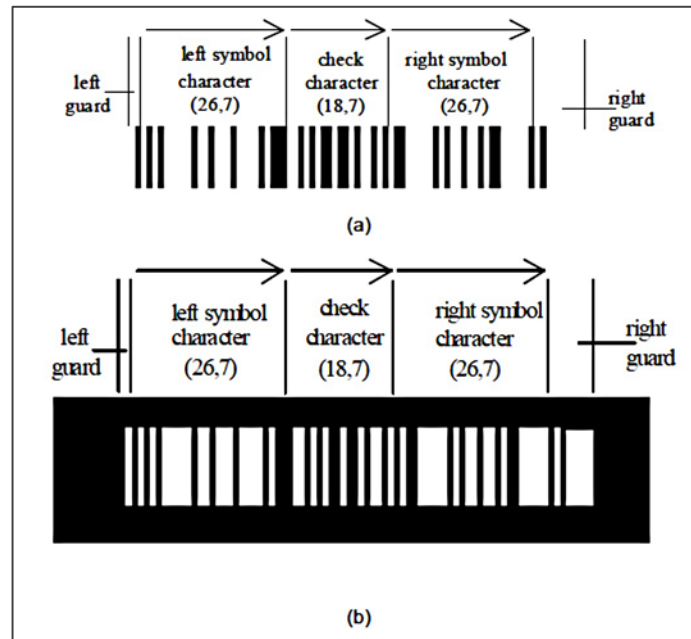 left symbol
character
(26,7)
check
character
(18,7)
right symbol
character
(26,7)
left
guard
right
guard
(a)
left symbol
character
(26,7)
check
character
(18,7)
right symbol
character
(26,7)
left
guard
right
guard
(b)